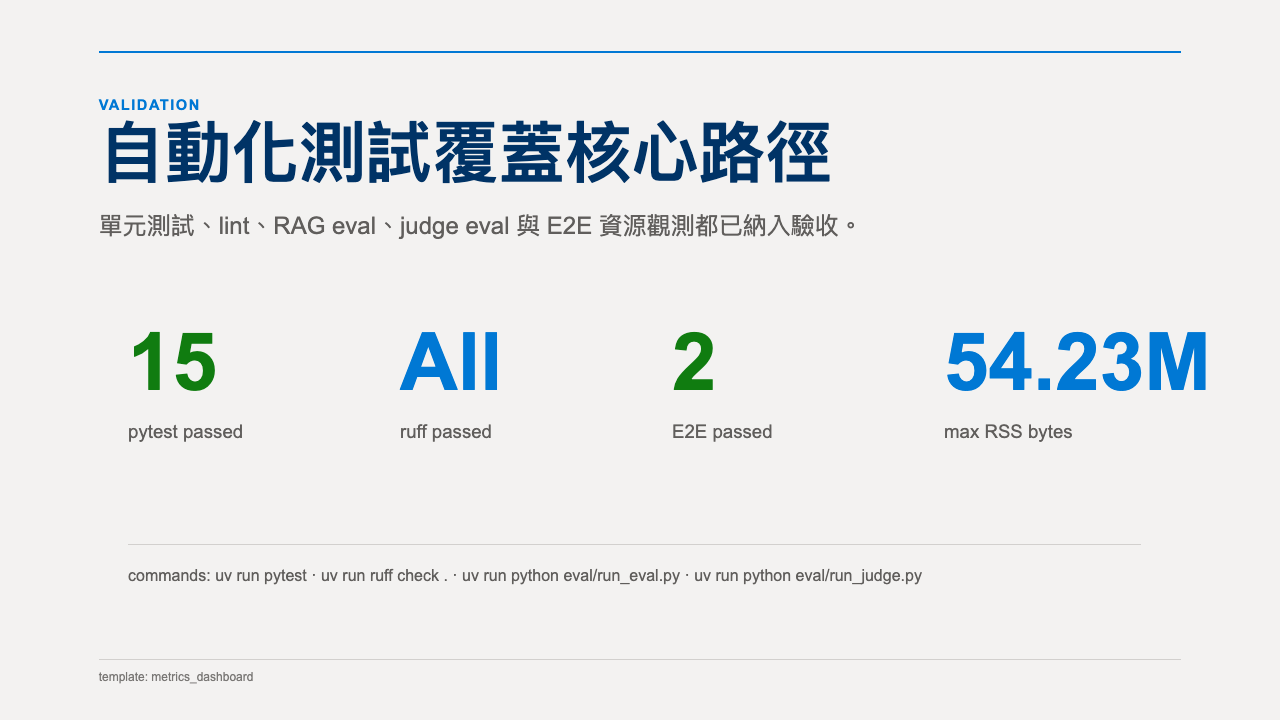 VALIDATION
自動化測試覆蓋核心路徑
單元測試、lint、RAG eval、judge eval 與 E2E 資源觀測都已納入驗收。
15
pytest passed
All
ruff passed
2
E2E passed
54.23M
max RSS bytes
commands: uv run pytest · uv run ruff check . · uv run python eval/run_eval.py · uv run python eval/run_judge.py
template: metrics_dashboard